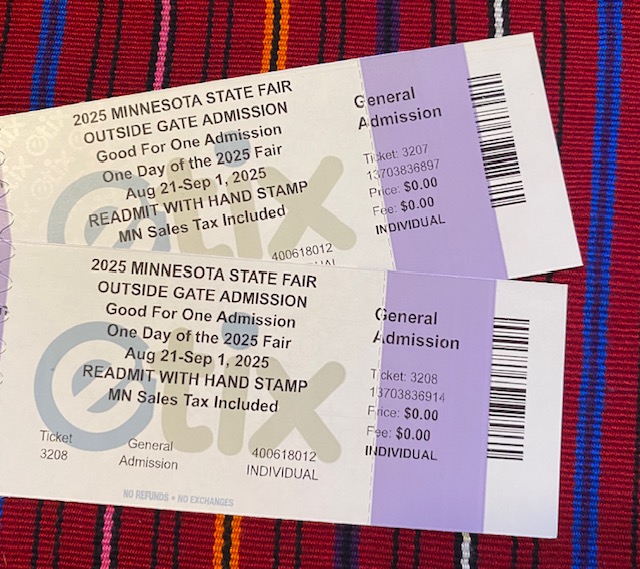 2025 MINNESOTA STATE FAIR
OUTSIDE GATE ADMISSION
Good For One Admission
One Day of the 2025 Fair
Aug 21-Sep 1, 2025
READMIT WITH HAND STAMP
MN Sales Tax Included
400618012
etix
General
Admission
Ticket: 3207
13703836897
Price: $0.00
Fee: $0.00
INDIVIDUAL
2025 MINNESOTA STATE FAIR
OUTSIDE GATE ADMISSION
Good For One Admission
One Day of the 2025 Fair
Aug 21-Sep 1, 2025
READMIT WITH HAND STAMP
MN Sales Tax Included
etix
Ticket
3208
General
Admission
400618012
INDIVIDUAL
NO REFUNDS • NO EXCHANGES
General
Admission
Ticket: 3208
13703836914
Price: $0.00
Fee: $0.00
INDIVIDUAL